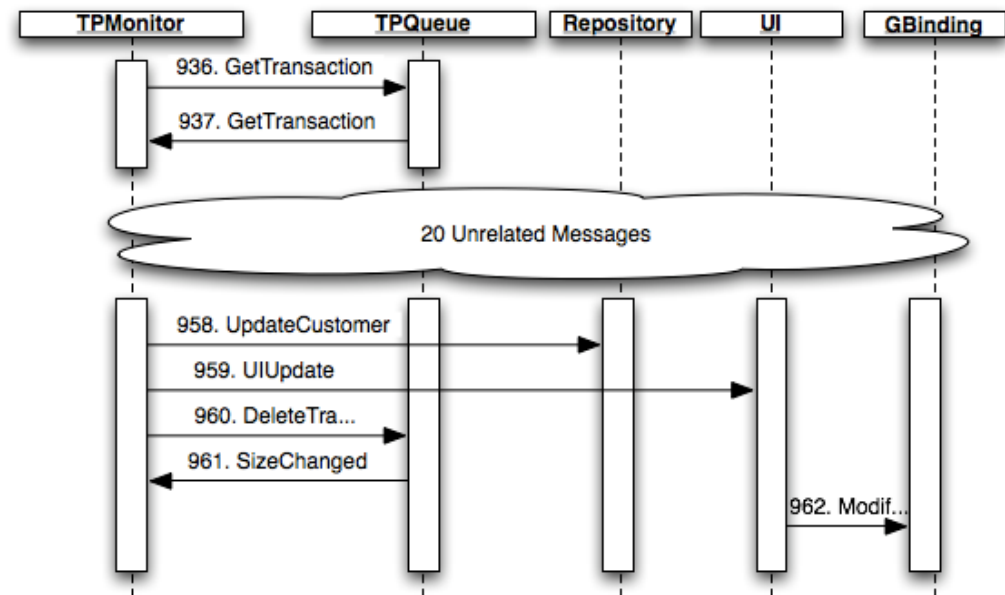 TPMonitor
TPQueue
Repository
UI
GBinding
936. GetTransaction
937. GetTransaction
20 Unrelated Messages
958. UpdateCustomer
959. UIUpdate
960. DeleteTra...
961. SizeChanged
962. Modif...